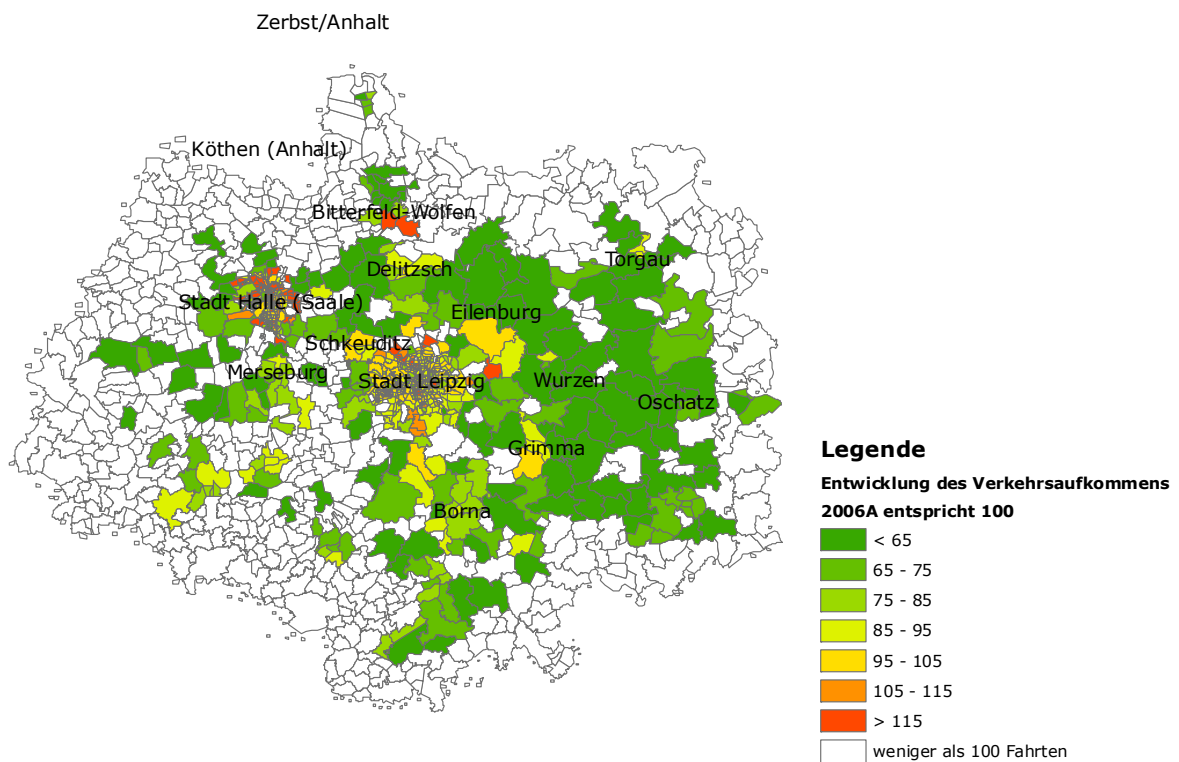 Zerbst/Anhalt
Köthen (Anhalt)
Bitterfeld-Wolfen
Torgau
Delitzsch
Stadt Halle (Saale)
Eilenburg
Schkeuditz
Merseburg
Stadt Leipzig
Wurzen
Oschatz
Grimma
Borna
Legende
Entwicklung des Verkehrsaufkommens
2006A entspricht 100
< 65
65 - 75
75 - 85
85 - 95
95 - 105
105 - 115
> 115
weniger als 100 Fahrten